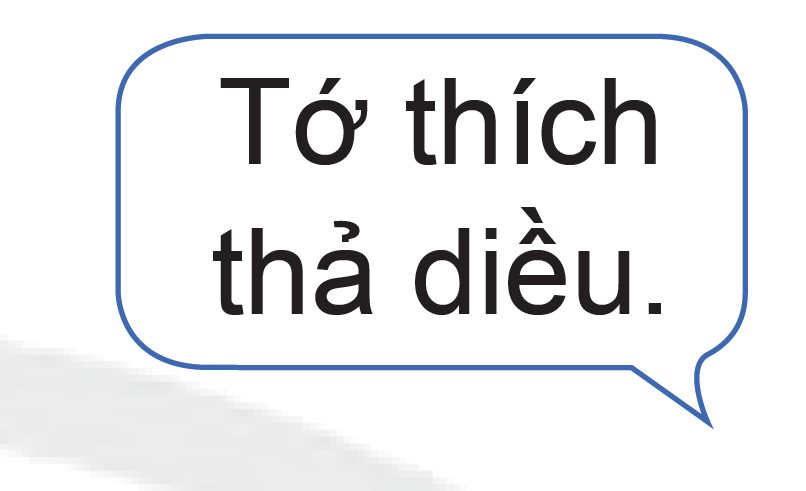 Tớ thích
thả diều.